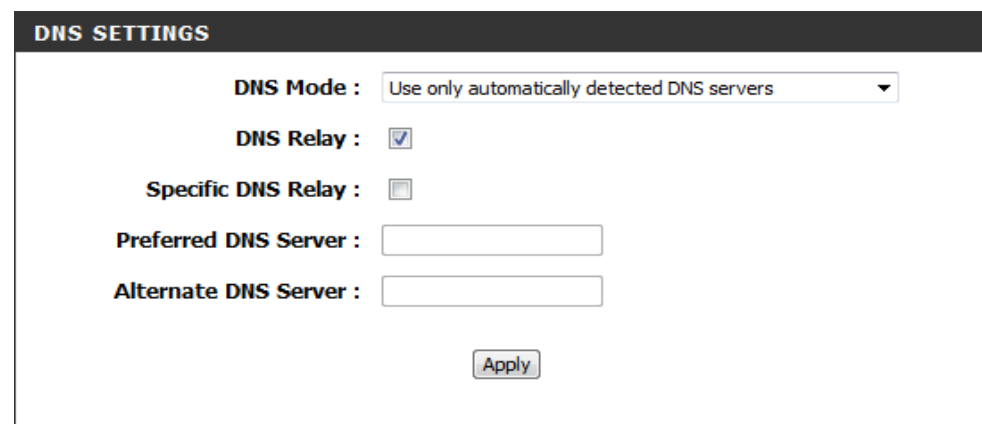 DNS SETTINGS
DNS Mode : Use only automatically detected DNS servers
DNS Relay :
Specific DNS Relay :
Preferred DNS Server :
Alternate DNS Server :
Apply